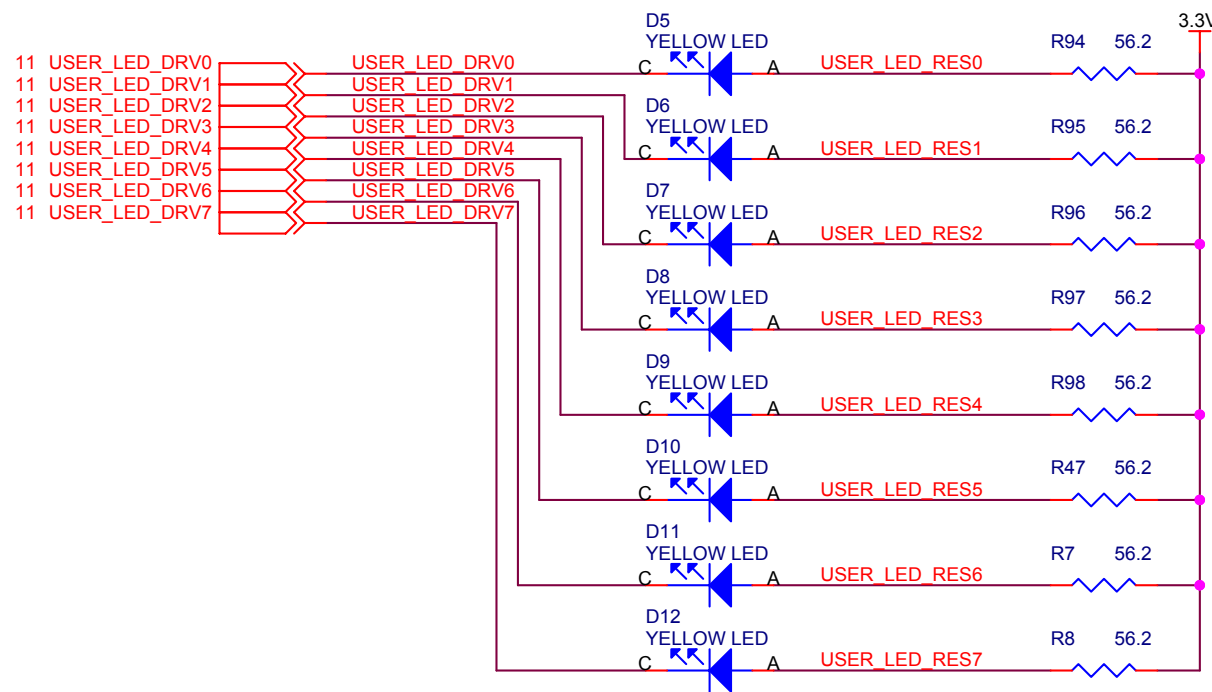 D5
YELLOW LED
3.3V
R94 56.2
11 USER_LED_DRV0
USER_LED_DRV0
C A
USER_LED_RES0
11 USER_LED_DRV1
USER_LED_DRV1
11 USER_LED_DRV2
USER_LED_DRV2
11 USER_LED_DRV3
USER_LED_DRV3
11 USER_LED_DRV4
USER_LED_DRV4
11 USER_LED_DRV5
USER_LED_DRV5
11 USER_LED_DRV6
USER_LED_DRV6
11 USER_LED_DRV7
USER_LED_DRV7
D6
YELLOW LED
C A
USER_LED_RES1
R95 56.2
D7
YELLOW LED
C A
USER_LED_RES2
R96 56.2
D8
YELLOW LED
C A
USER_LED_RES3
R97 56.2
D9
YELLOW LED
C A
USER_LED_RES4
R98 56.2
D10
YELLOW LED
C A
USER_LED_RES5
R47 56.2
D11
YELLOW LED
C A
USER_LED_RES6
R7 56.2
D12
YELLOW LED
C A
USER_LED_RES7
R8 56.2